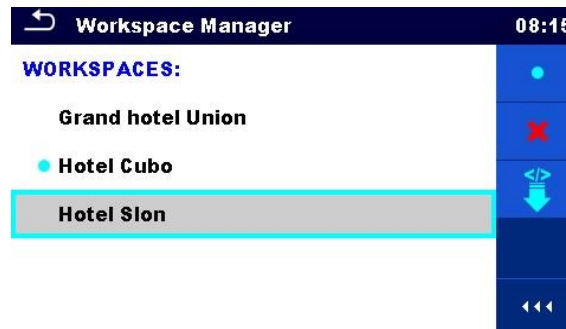 Workspace Manager 08:15
WORKSPACES:
Grand hotel Union
Hotel Cubo
</>
Hotel Slon